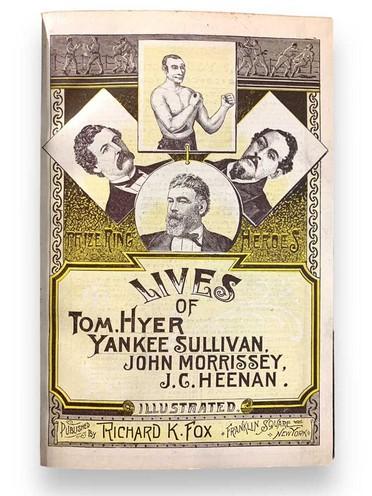 PRIZE RING HEROES
LIVES
OF
TOM. HYER
YANKEE SULLIVAN.
JOHN MORRISSEY,
J.C. HEENAN.
ILLUSTRATED.
PUBLISHED BY RICHARD K. FOX FRANKLIN SQUARE NEW YORK